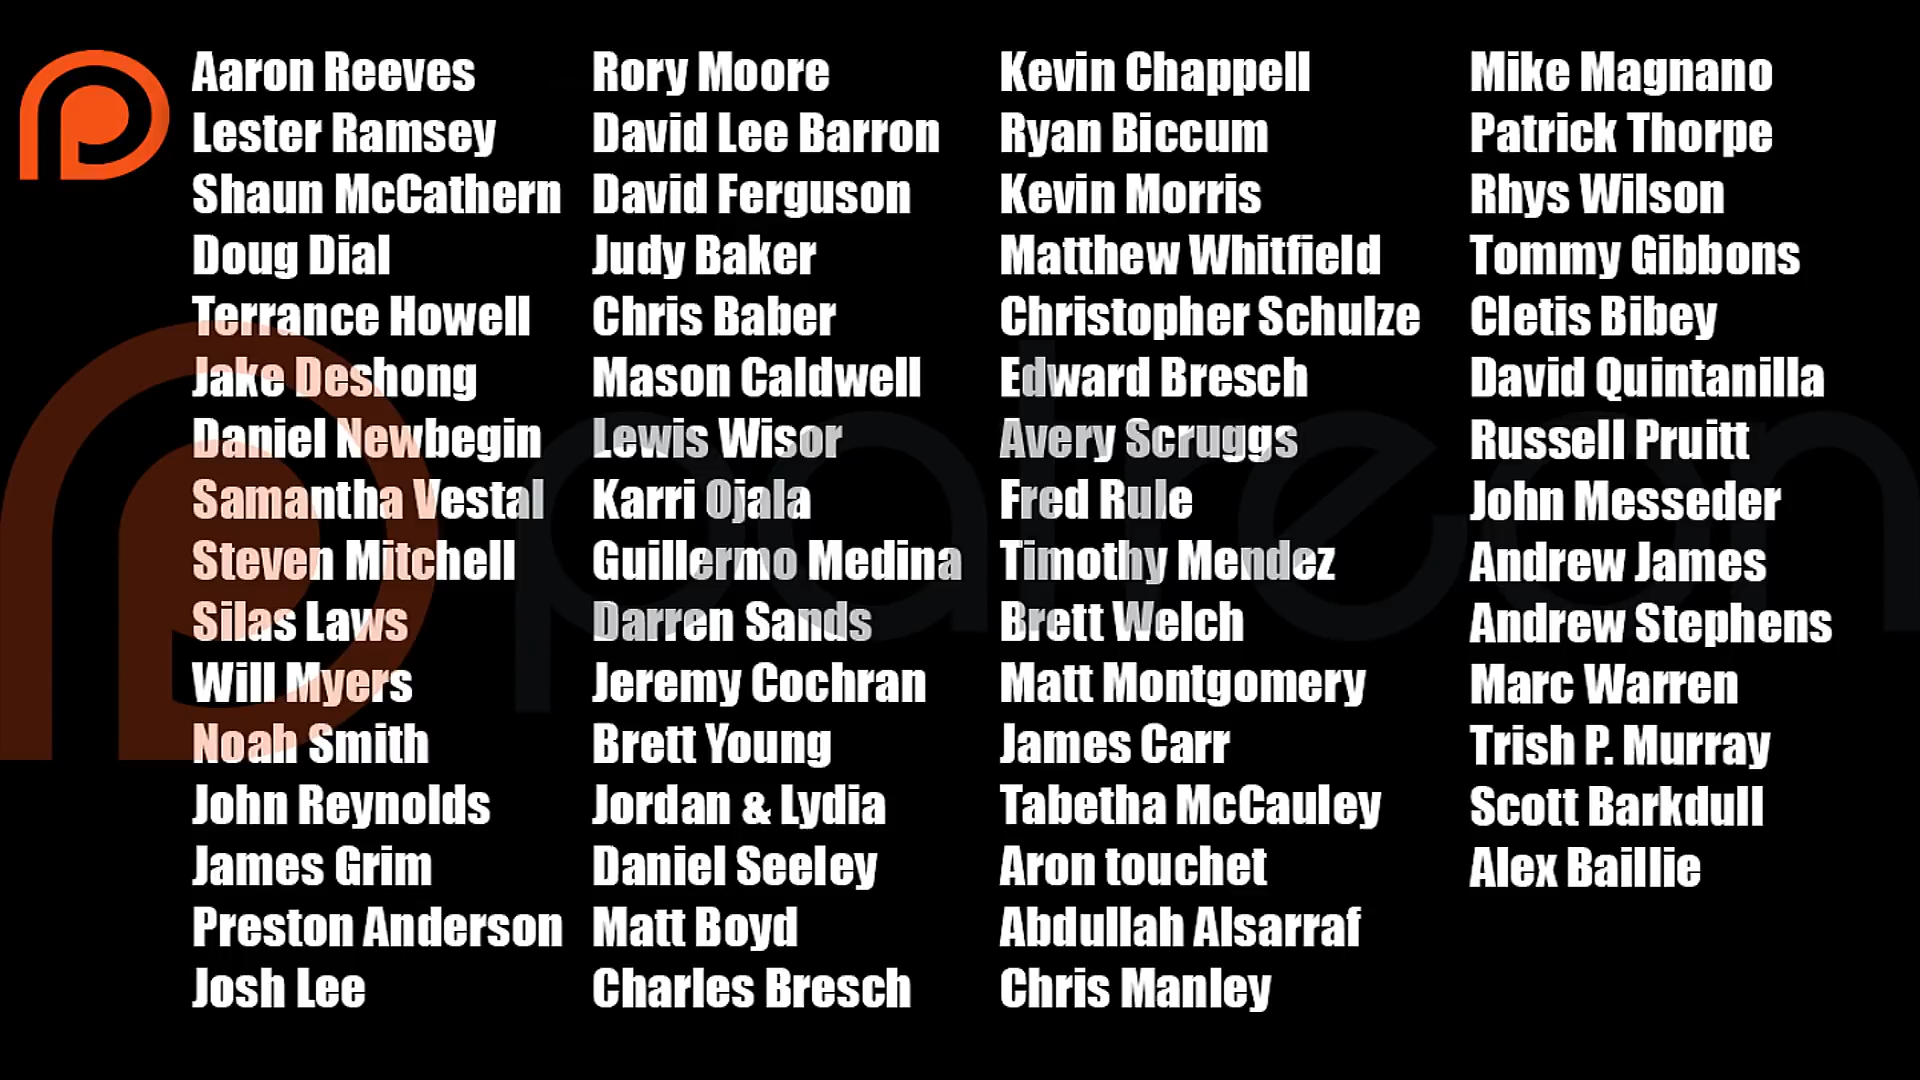 Aaron Reeves
Lester Ramsey
Shaun McCathern
Doug Dial
Terrance Howell
Jake Deshong
Daniel Newbegin
Samantha Vestal
Steven Mitchell
Silas Laws
Will Myers
Noah Smith
John Reynolds
James Grim
Preston Anderson
Josh Lee
Rory Moore
David Lee Barron
David Ferguson
Judy Baker
Chris Baber
Mason Caldwell
Lewis Wisor
Karri Ojala
Guillermo Medina
Darren Sands
Jeremy Cochran
Brett Young
Jordan & Lydia
Daniel Seeley
Matt Boyd
Charles Bresch
Kevin Chappell
Ryan Biccum
Kevin Morris
Matthew Whitfield
Christopher Schulze
Edward Bresch
Avery Scruggs
Fred Rule
Timothy Mendez
Brett Welch
Matt Montgomery
James Carr
Tabetha McCauley
Aron touchet
Abdullah Alsarraf
Chris Manley
Mike Magnano
Patrick Thorpe
Rhys Wilson
Tommy Gibbons
Cletis Bibey
David Quintanilla
Russell Pruitt
John Messeder
Andrew James
Andrew Stephens
Marc Warren
Trish P. Murray
Scott Barkdull
Alex Baillie
patreon